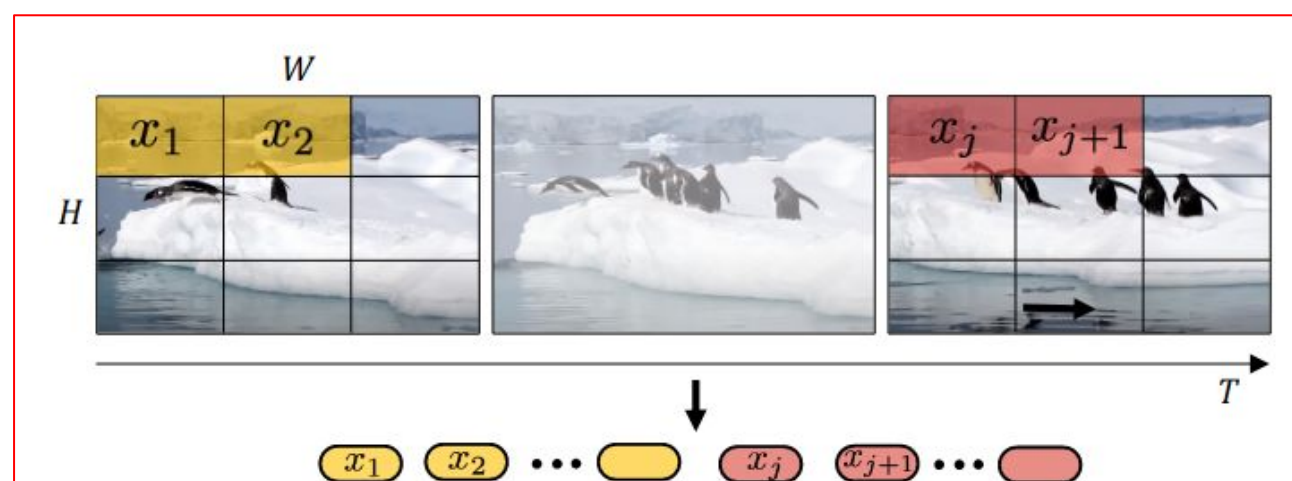 W
x₁ x₂ xⱼ xⱼ₊₁
H
T
x₁ x₂ ••• xⱼ xⱼ₊₁ •••